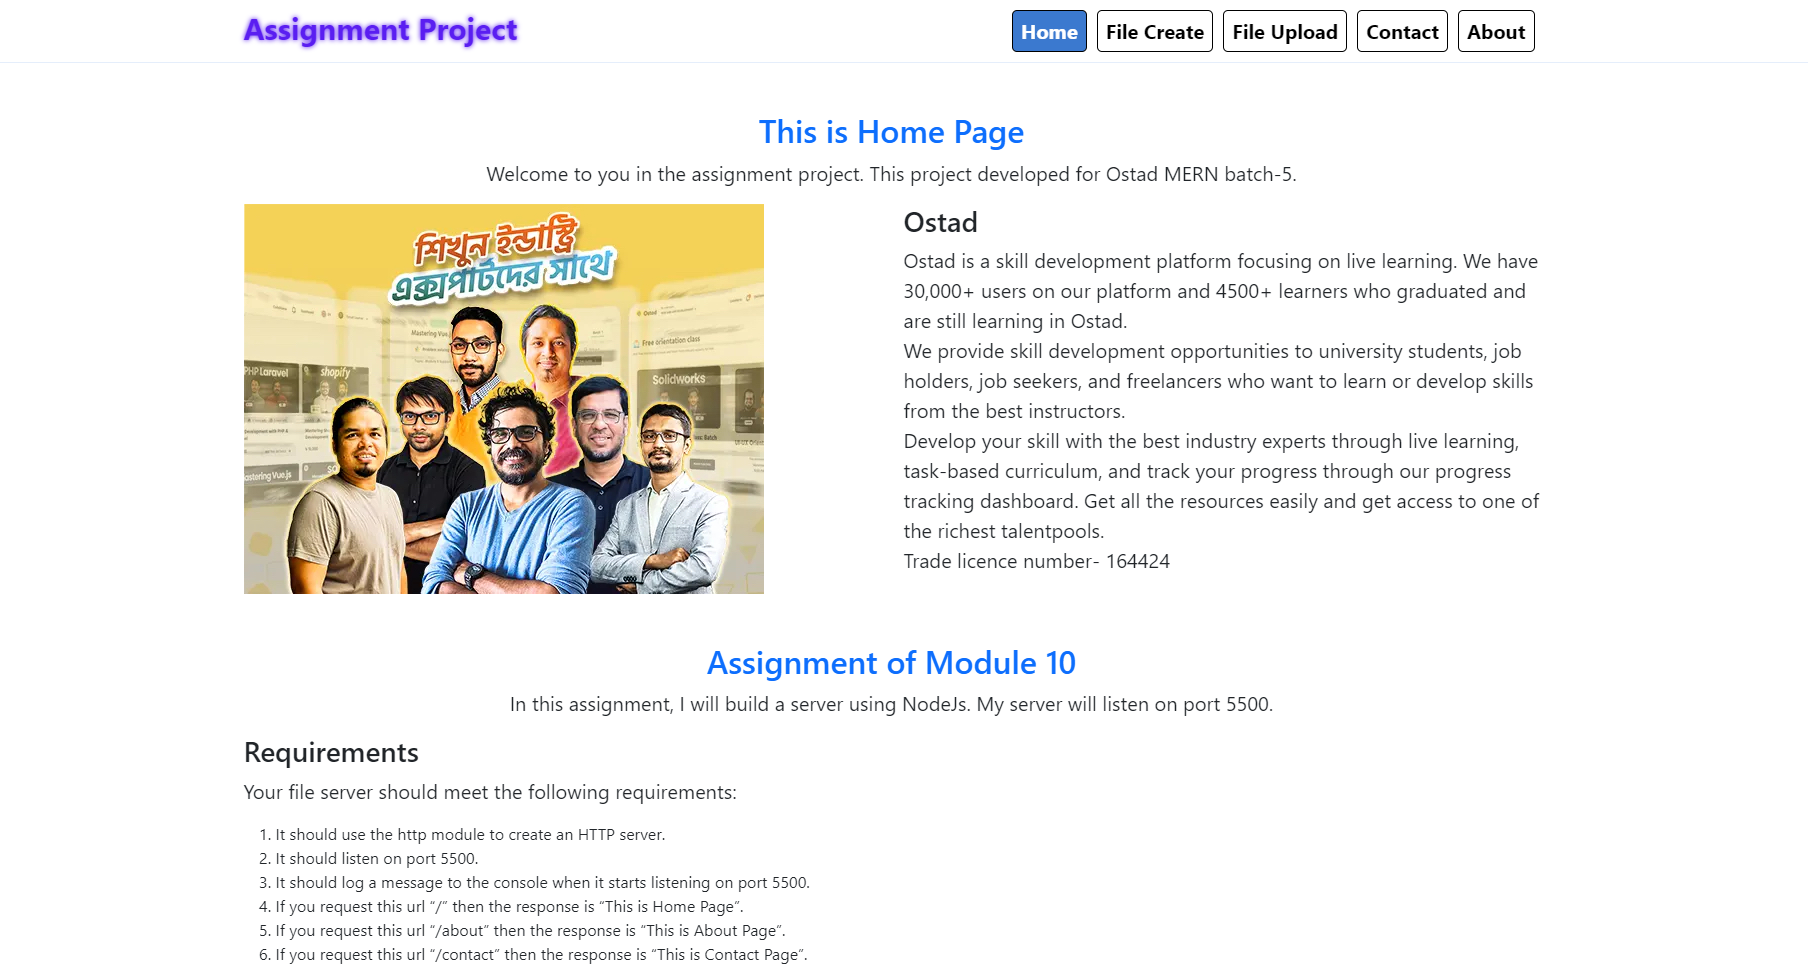 Assignment Project
Home
File Create
File Upload
Contact
About
This is Home Page
Welcome to you in the assignment project. This project developed for Ostad MERN batch-5.
শিখুন ইন্ডাস্ট্রি
এক্সপার্টদের সাথে
Mastering Vue.
Free orientation class
PHP Laravel
shopify
Solidworks
astering Vue.js
Ostad
Ostad is a skill development platform focusing on live learning. We have
30,000+ users on our platform and 4500+ learners who graduated and
are still learning in Ostad.
We provide skill development opportunities to university students, job
holders, job seekers, and freelancers who want to learn or develop skills
from the best instructors.
Develop your skill with the best industry experts through live learning,
task-based curriculum, and track your progress through our progress
tracking dashboard. Get all the resources easily and get access to one of
the richest talentpools.
Trade licence number- 164424
Assignment of Module 10
In this assignment, I will build a server using NodeJs. My server will listen on port 5500.
Requirements
Your file server should meet the following requirements:
1. It should use the http module to create an HTTP server.
2. It should listen on port 5500.
3. It should log a message to the console when it starts listening on port 5500.
4. If you request this url “/” then the response is “This is Home Page”.
5. If you request this url “/about” then the response is “This is About Page”.
6. If you request this url “/contact” then the response is “This is Contact Page”.